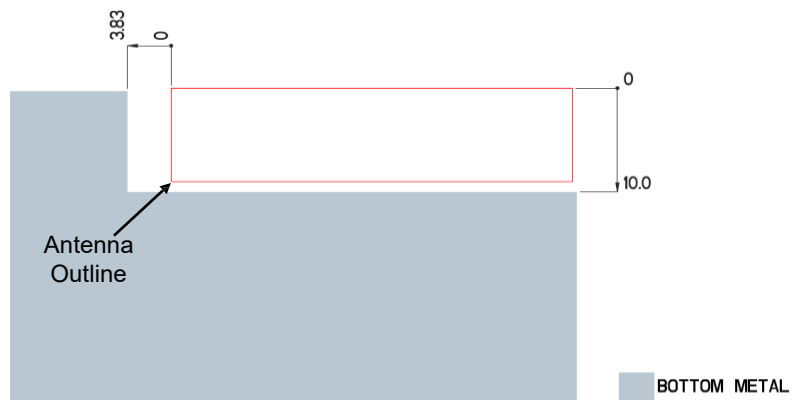 3.83
0
0
10.0
Antenna
Outline
BOTTOM METAL